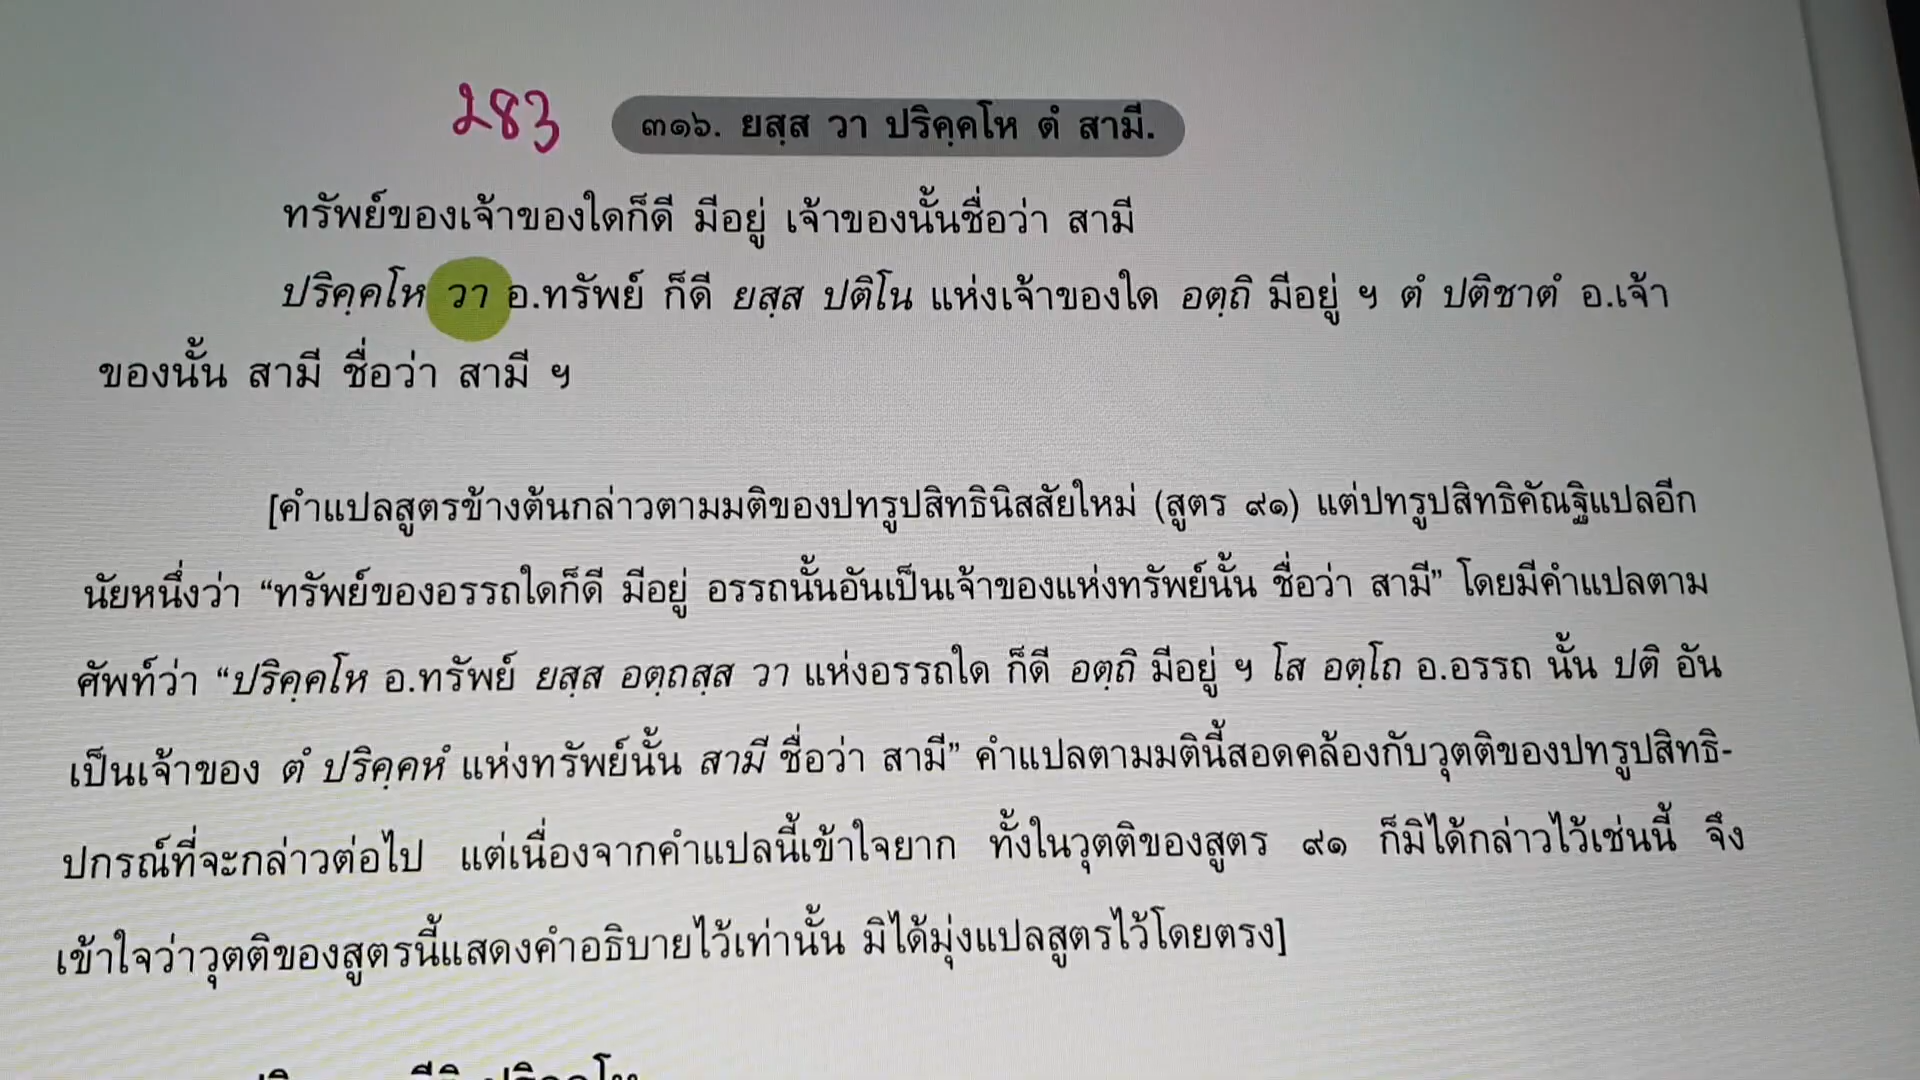 283 ๓๑๖. ยสฺส วา ปริคฺคโห ตํ สามี.
ทรัพย์ของเจ้าของใดก็ดี มีอยู่ เจ้าของนั้นชื่อว่า สามี
ปริคฺคโห วา อ.ทรัพย์ ก็ดี ยสฺส ปติโน แห่งเจ้าของใด อตฺถิ มีอยู่ ฯ ตํ ปติชาตํ อ.เจ้า
ของนั้น สามี ชื่อว่า สามี ฯ
[คำแปลสูตรข้างต้นกล่าวตามมติของปทรูปสิทธินิสสัยใหม่ (สูตร ๙๑) แต่ปทรูปสิทธิคัณฐิแปลอีก
นัยหนึ่งว่า “ทรัพย์ของอรรถใดก็ดี มีอยู่ อรรถนั้นอันเป็นเจ้าของแห่งทรัพย์นั้น ชื่อว่า สามี” โดยมีคำแปลตาม
ศัพท์ว่า “ปริคฺคโห อ.ทรัพย์ ยสฺส อตฺถสฺส วา แห่งอรรถใด ก็ดี อตฺถิ มีอยู่ ฯ โส อตฺโถ อ.อรรถ นั้น ปติ อัน
เป็นเจ้าของ ตํ ปริคฺคหํ แห่งทรัพย์นั้น สามี ชื่อว่า สามี” คำแปลตามมตินี้สอดคล้องกับวุตติของปทรูปสิทธิ-
ปกรณ์ที่จะกล่าวต่อไป แต่เนื่องจากคำแปลนี้เข้าใจยาก ทั้งในวุตติของสูตร ๙๑ ก็มิได้กล่าวไว้เช่นนี้ จึง
เข้าใจว่าวุตติของสูตรนี้แสดงคำอธิบายไว้เท่านั้น มิได้มุ่งแปลสูตรไว้โดยตรง]